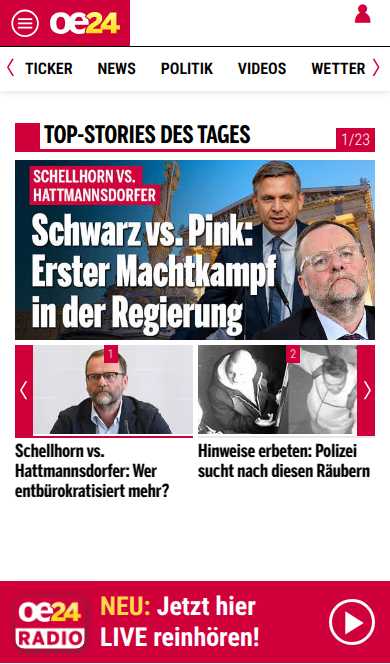 oe24
TICKER NEWS POLITIK VIDEOS WETTER
TOP-STORIES DES TAGES
1/23
SCHELLHORN VS.
HATTMANNSDORFER
Schwarz vs. Pink:
Erster Machtkampf
in der Regierung
1
2
Schellhorn vs.
Hattmannsdorfer: Wer
entbürokratisiert mehr?
Hinweise erbeten: Polizei
sucht nach diesen Räubern
oe24
RADIO
NEU: Jetzt hier
LIVE reinhören!